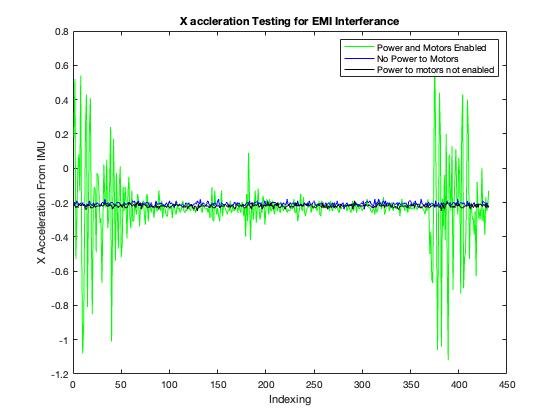 X accleration Testing for EMI Interferance
Power and Motors Enabled
No Power to Motors
Power to motors not enabled
X Acceleration From IMU
0.8
0.6
0.4
0.2
0
-0.2
-0.4
-0.6
-0.8
-1
-1.2
0 50 100 150 200 250 300 350 400 450
Indexing